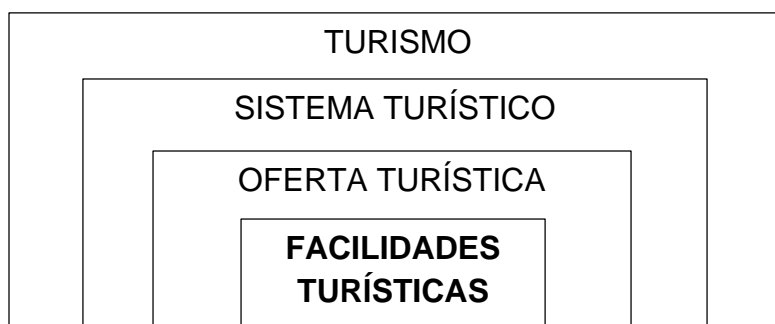 TURISMO
SISTEMA TURÍSTICO
OFERTA TURÍSTICA
FACILIDADES
TURÍSTICAS